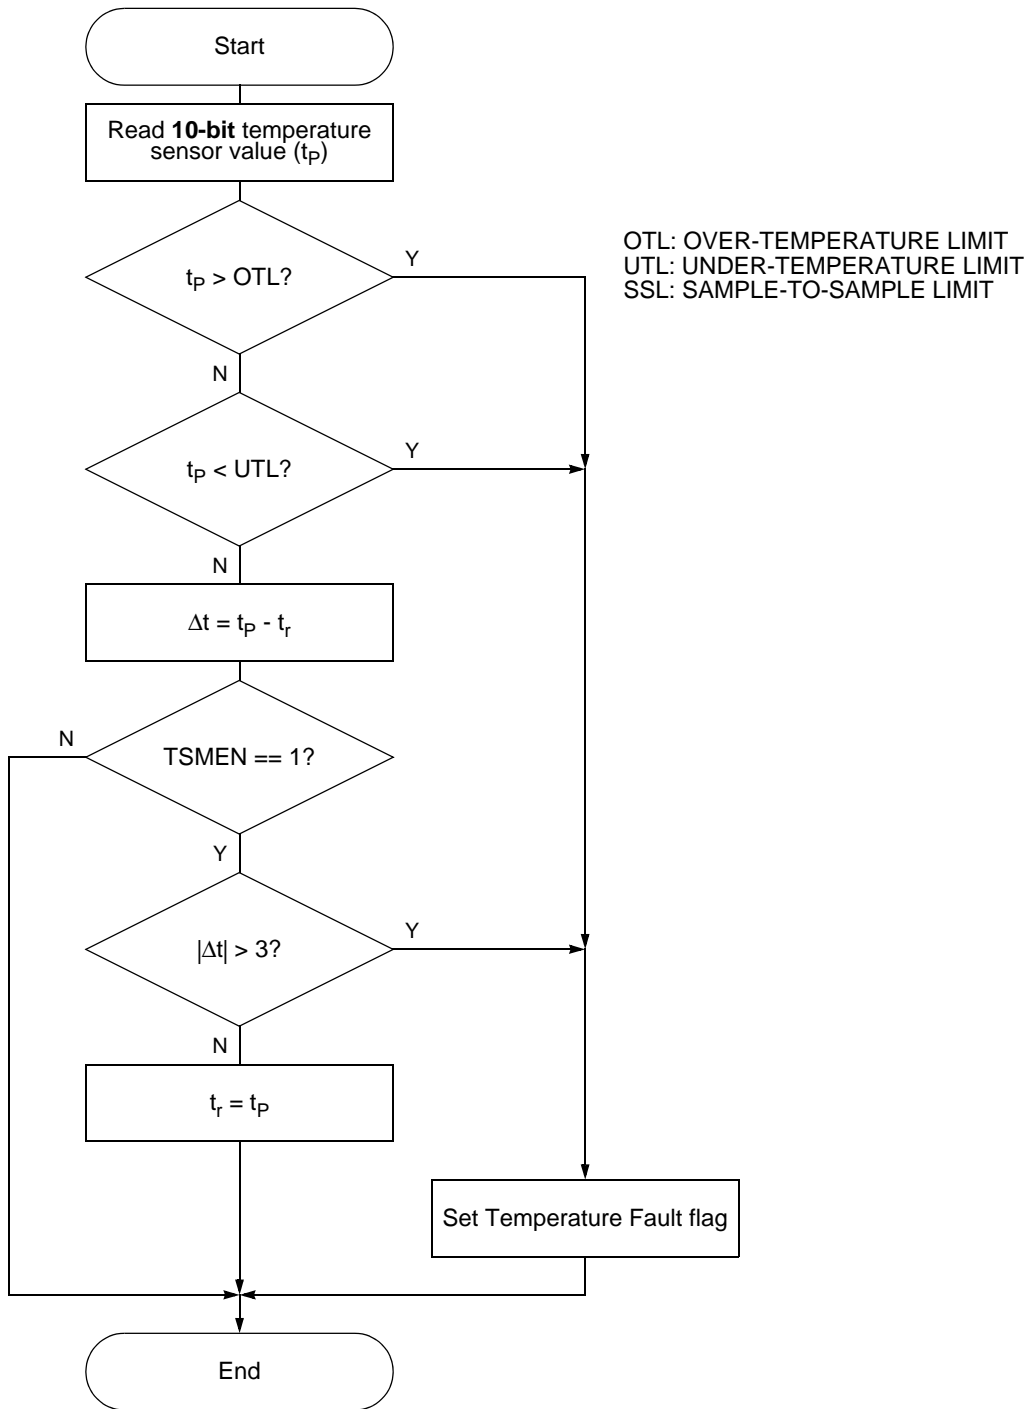 Start
Read 10-bit temperature
sensor value (tP)
OTL: OVER-TEMPERATURE LIMIT
UTL: UNDER-TEMPERATURE LIMIT
SSL: SAMPLE-TO-SAMPLE LIMIT
tP > OTL?
Y
N
tP < UTL?
Y
N
Δt = tP - tr
TSMEN == 1?
N
Y
|Δt| > 3?
Y
N
tr = tP
Set Temperature Fault flag
End